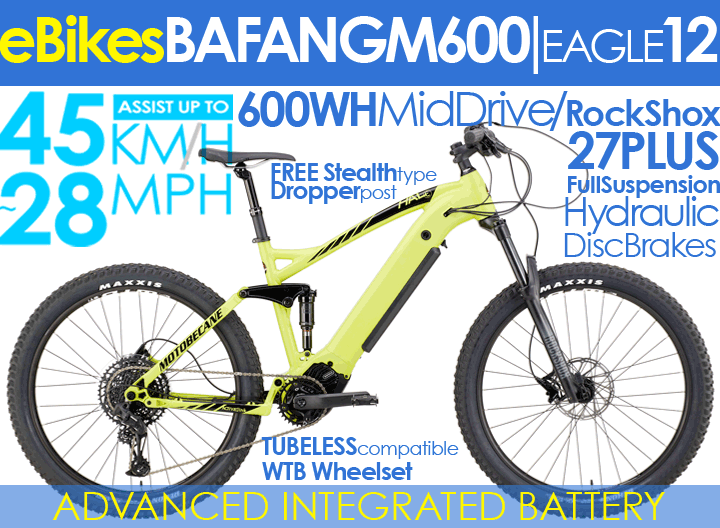 eBikesBAFANGM600|EAGLE12
ASSIST UP TO
45KM/H
~28MPH
600WHMidDrive/RockShox
27PLUS
FullSuspension
Hydraulic
DiscBrakes
FREE Stealthtype
Dropperpost
MAXXIS
MAXXIS
MOTOBECANE
TUBELESScompatible
WTB Wheelset
ADVANCED INTEGRATED BATTERY